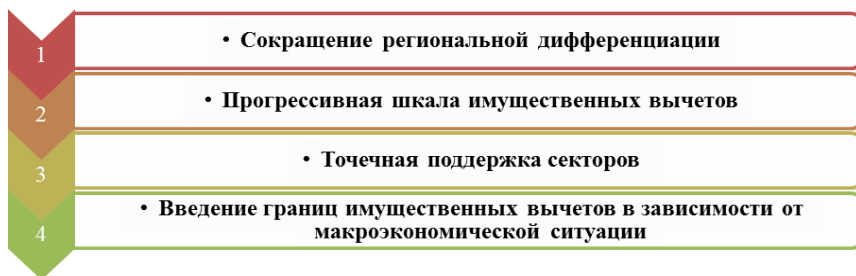 1
• Сокращение региональной дифференциации
2
• Прогрессивная шкала имущественных вычетов
3
• Точечная поддержка секторов
4
• Введение границ имущественных вычетов в зависимости от
макроэкономической ситуации